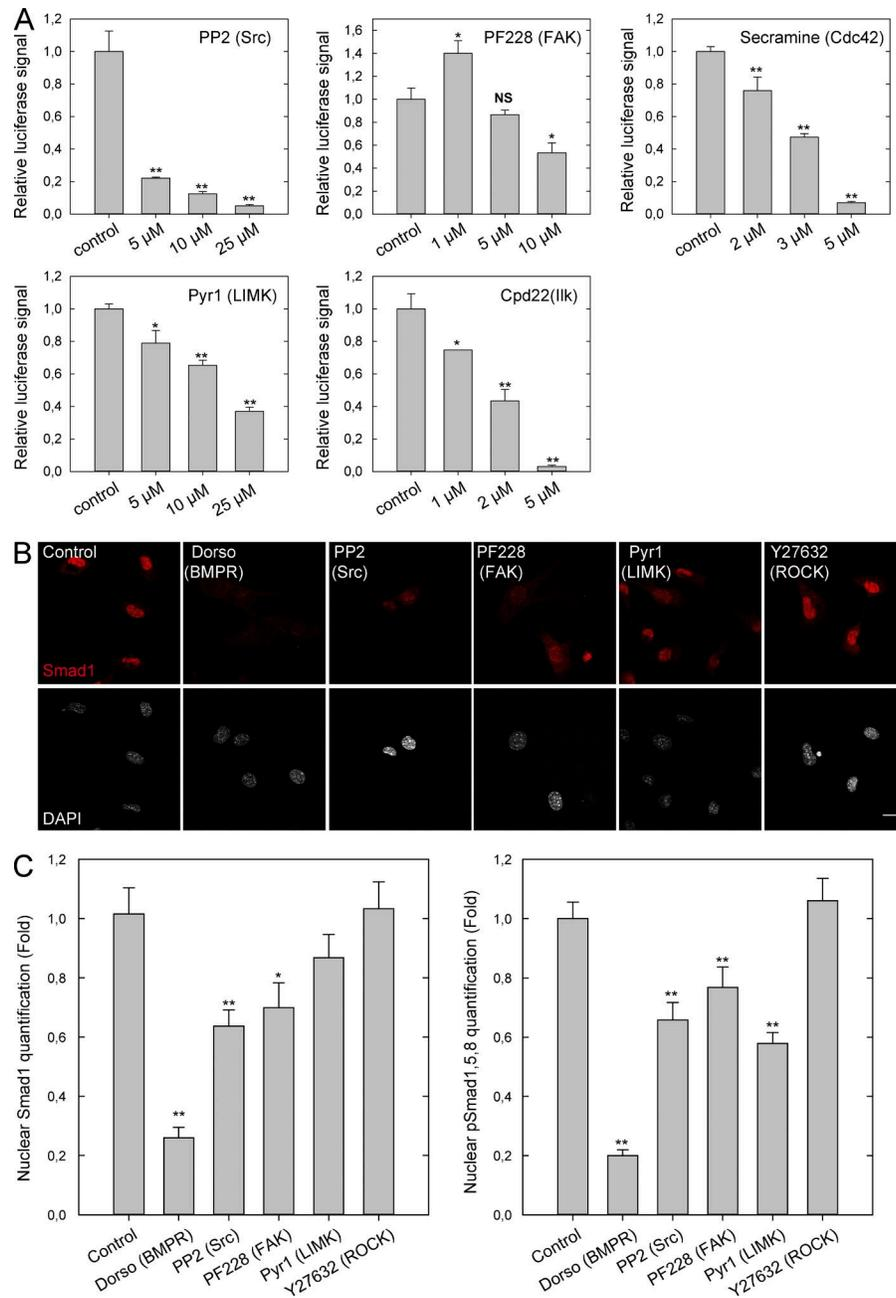 A
PP2 (Src)
Relative luciferase signal
1,2
1,0
0,8
0,6
0,4
0,2
0,0
**
**
**
control
5 µM
10 µM
25 µM
PF228 (FAK)
Relative luciferase signal
1,6
1,4
1,2
1,0
0,8
0,6
0,4
0,2
0,0
*
NS
*
control
1 µM
5 µM
10 µM
Secramine (Cdc42)
Relative luciferase signal
1,2
1,0
0,8
0,6
0,4
0,2
0,0
**
**
**
control
2 µM
3 µM
5 µM
Pyr1 (LIMK)
Relative luciferase signal
1,2
1,0
0,8
0,6
0,4
0,2
0,0
*
**
**
control
5 µM
10 µM
25 µM
Cpd22(Ilk)
Relative luciferase signal
1,2
1,0
0,8
0,6
0,4
0,2
0,0
*
**
**
control
1 µM
2 µM
5 µM
B
Control
Dorso
(BMPR)
PP2
(Src)
PF228
(FAK)
Pyr1
(LIMK)
Y27632
(ROCK)
Smad1
DAPI
C
Nuclear Smad1 quantification (Fold)
1,2
1,0
0,8
0,6
0,4
0,2
0,0
**
**
*
Control
Dorso (BMPR)
PP2 (Src)
PF228 (FAK)
Pyr1 (LIMK)
Y27632 (ROCK)
Nuclear pSmad1,5,8 quantification (Fold)
1,2
1,0
0,8
0,6
0,4
0,2
0,0
**
**
**
**
Control
Dorso (BMPR)
PP2 (Src)
PF228 (FAK)
Pyr1 (LIMK)
Y27632 (ROCK)